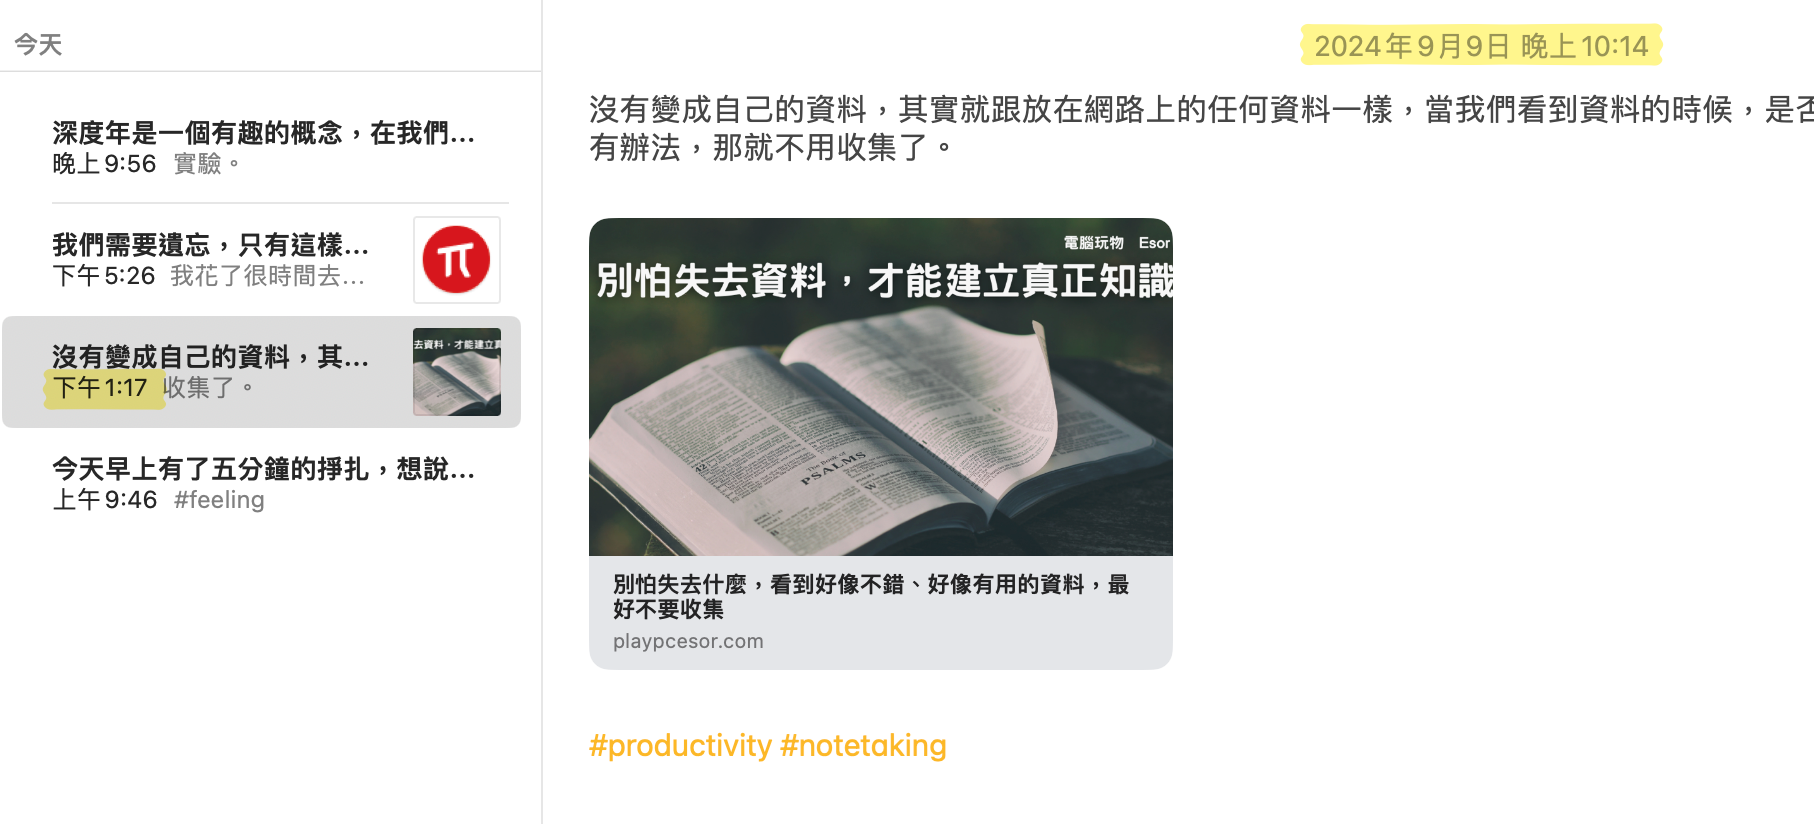 今天
深度年是一個有趣的概念，在我們...
晚上 9:56 實驗。
我們需要遺忘，只有這樣...
下午 5:26 我花了很時間去...
沒有變成自己的資料，其...
下午 1:17 收集了。
去資料，才能建立真
今天早上有了五分鐘的掙扎，想說...
上午 9:46 #feeling
2024年9月9日 晚上10:14
沒有變成自己的資料，其實就跟放在網路上的任何資料一樣，當我們看到資料的時候，是否
有辦法，那就不用收集了。
電腦玩物 Esor
別怕失去資料，才能建立真正知識
42
The Book of
PSALMS
別怕失去什麼，看到好像不錯、好像有用的資料，最
好不要收集
playpcesor.com
#productivity #notetaking